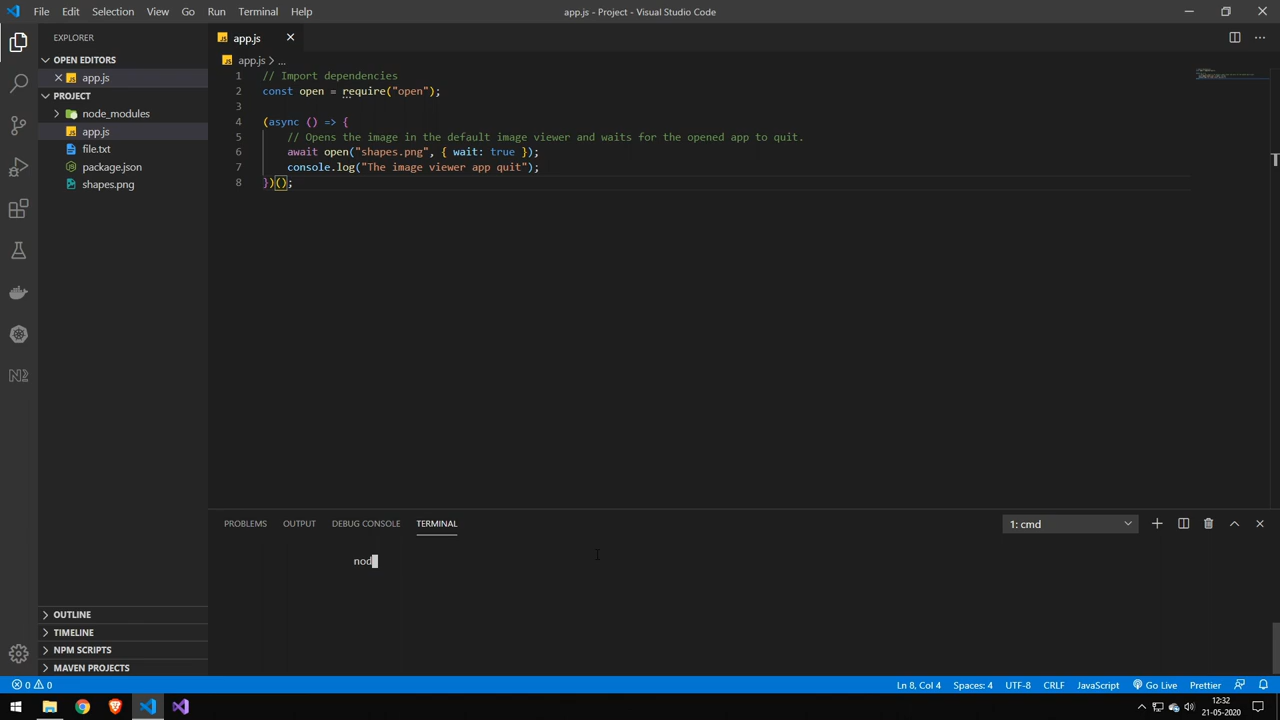 File Edit Selection View Go Run Terminal Help
app.js - Project - Visual Studio Code
EXPLORER
OPEN EDITORS
app.js
PROJECT
node_modules
app.js
file.txt
package.json
shapes.png
OUTLINE
TIMELINE
NPM SCRIPTS
MAVEN PROJECTS
app.js
app.js > ...
1 // Import dependencies
2 const open = require("open");
3
4 (async () => {
5 // Opens the image in the default image viewer and waits for the opened app to quit.
6 await open("shapes.png", { wait: true });
7 console.log("The image viewer app quit");
8 })();
PROBLEMS OUTPUT DEBUG CONSOLE TERMINAL
1: cmd
nod
0 0
Ln 8, Col 4 Spaces: 4 UTF-8 CRLF JavaScript Go Live Prettier
12:32
21-05-2020